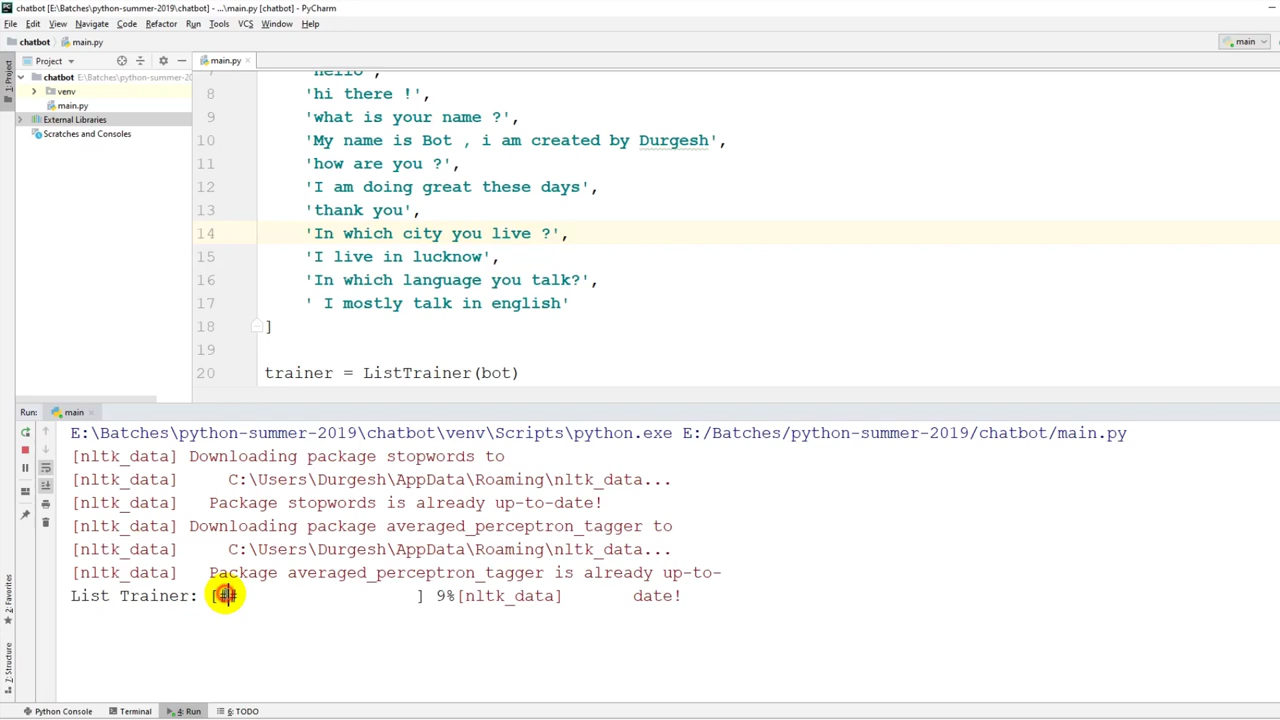 chatbot [E:\Batches\python-summer-2019\chatbot] - ...\main.py [chatbot] - PyCharm
File Edit View Navigate Code Refactor Run Tools VCS Window Help
chatbot main.py main
Project main.py
1: Project
chatbot E:\Batches\python-summer-20
venv
main.py
External Libraries
Scratches and Consoles
7 'hello',
8 'hi there !',
9 'what is your name ?',
10 'My name is Bot , i am created by Durgesh',
11 'how are you ?',
12 'I am doing great these days',
13 'thank you',
14 'In which city you live ?',
15 'I live in lucknow',
16 'In which language you talk?',
17 ' I mostly talk in english'
18 ]
19
20 trainer = ListTrainer(bot)
Run: main
E:\Batches\python-summer-2019\chatbot\venv\Scripts\python.exe E:/Batches/python-summer-2019/chatbot/main.py
[nltk_data] Downloading package stopwords to
[nltk_data] C:\Users\Durgesh\AppData\Roaming\nltk_data...
[nltk_data] Package stopwords is already up-to-date!
[nltk_data] Downloading package averaged_perceptron_tagger to
[nltk_data] C:\Users\Durgesh\AppData\Roaming\nltk_data...
[nltk_data] Package averaged_perceptron_tagger is already up-to-
List Trainer: [## ] 9%[nltk_data] date!
2: Favorites
7: Structure
Python Console Terminal 4: Run 6: TODO